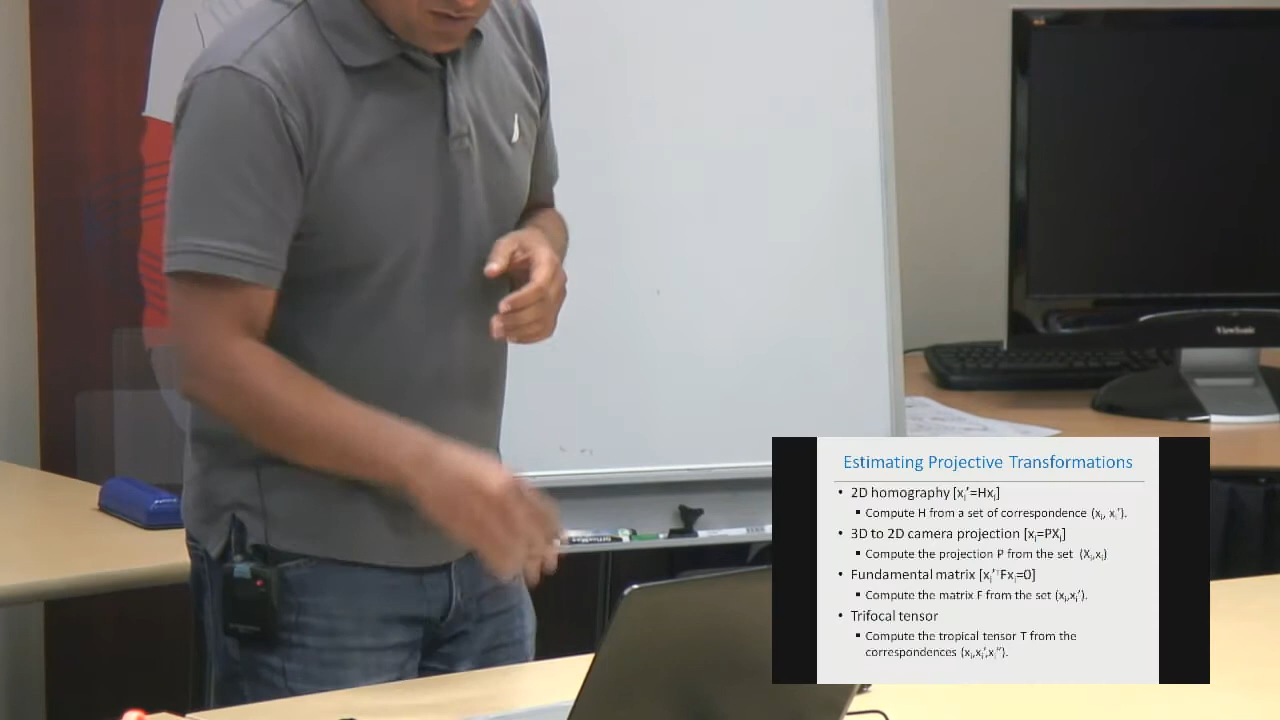 ViewSonic
Estimating Projective Transformations
• 2D homography [xᵢ′=Hxᵢ]
▪ Compute H from a set of correspondence (xᵢ, xᵢ′).
• 3D to 2D camera projection [xᵢ=PXᵢ]
▪ Compute the projection P from the set (Xᵢ,xᵢ)
• Fundamental matrix [xᵢ′ᵀFxᵢ=0]
▪ Compute the matrix F from the set (xᵢ,xᵢ′).
• Trifocal tensor
▪ Compute the tropical tensor T from the
correspondences (xᵢ,xᵢ′,xᵢ′′).